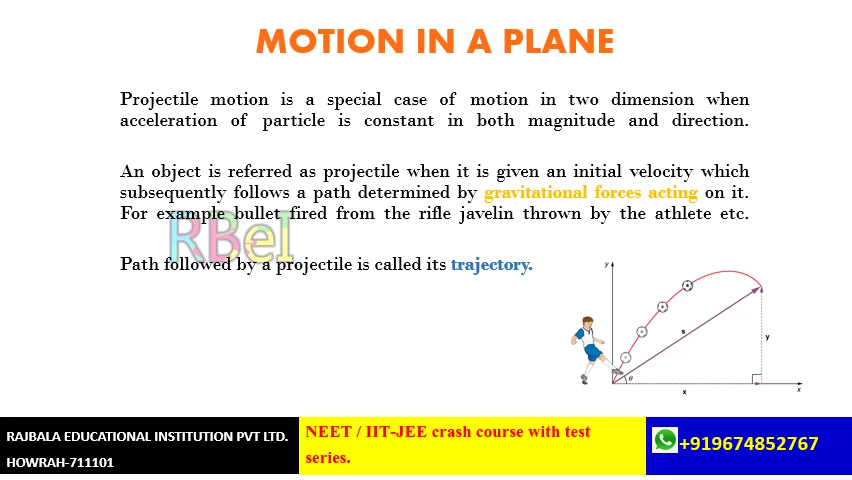 MOTION IN A PLANE
Projectile motion is a special case of motion in two dimension when
acceleration of particle is constant in both magnitude and direction.
An object is referred as projectile when it is given an initial velocity which
subsequently follows a path determined by gravitational forces acting on it.
For example bullet fired from the rifle javelin thrown by the athlete etc.
RBeI
Path followed by a projectile is called its trajectory.
y
s
y
θ
x
x
RAJBALA EDUCATIONAL INSTITUTION PVT LTD.
HOWRAH-711101
NEET / IIT-JEE crash course with test
series.
+919674852767